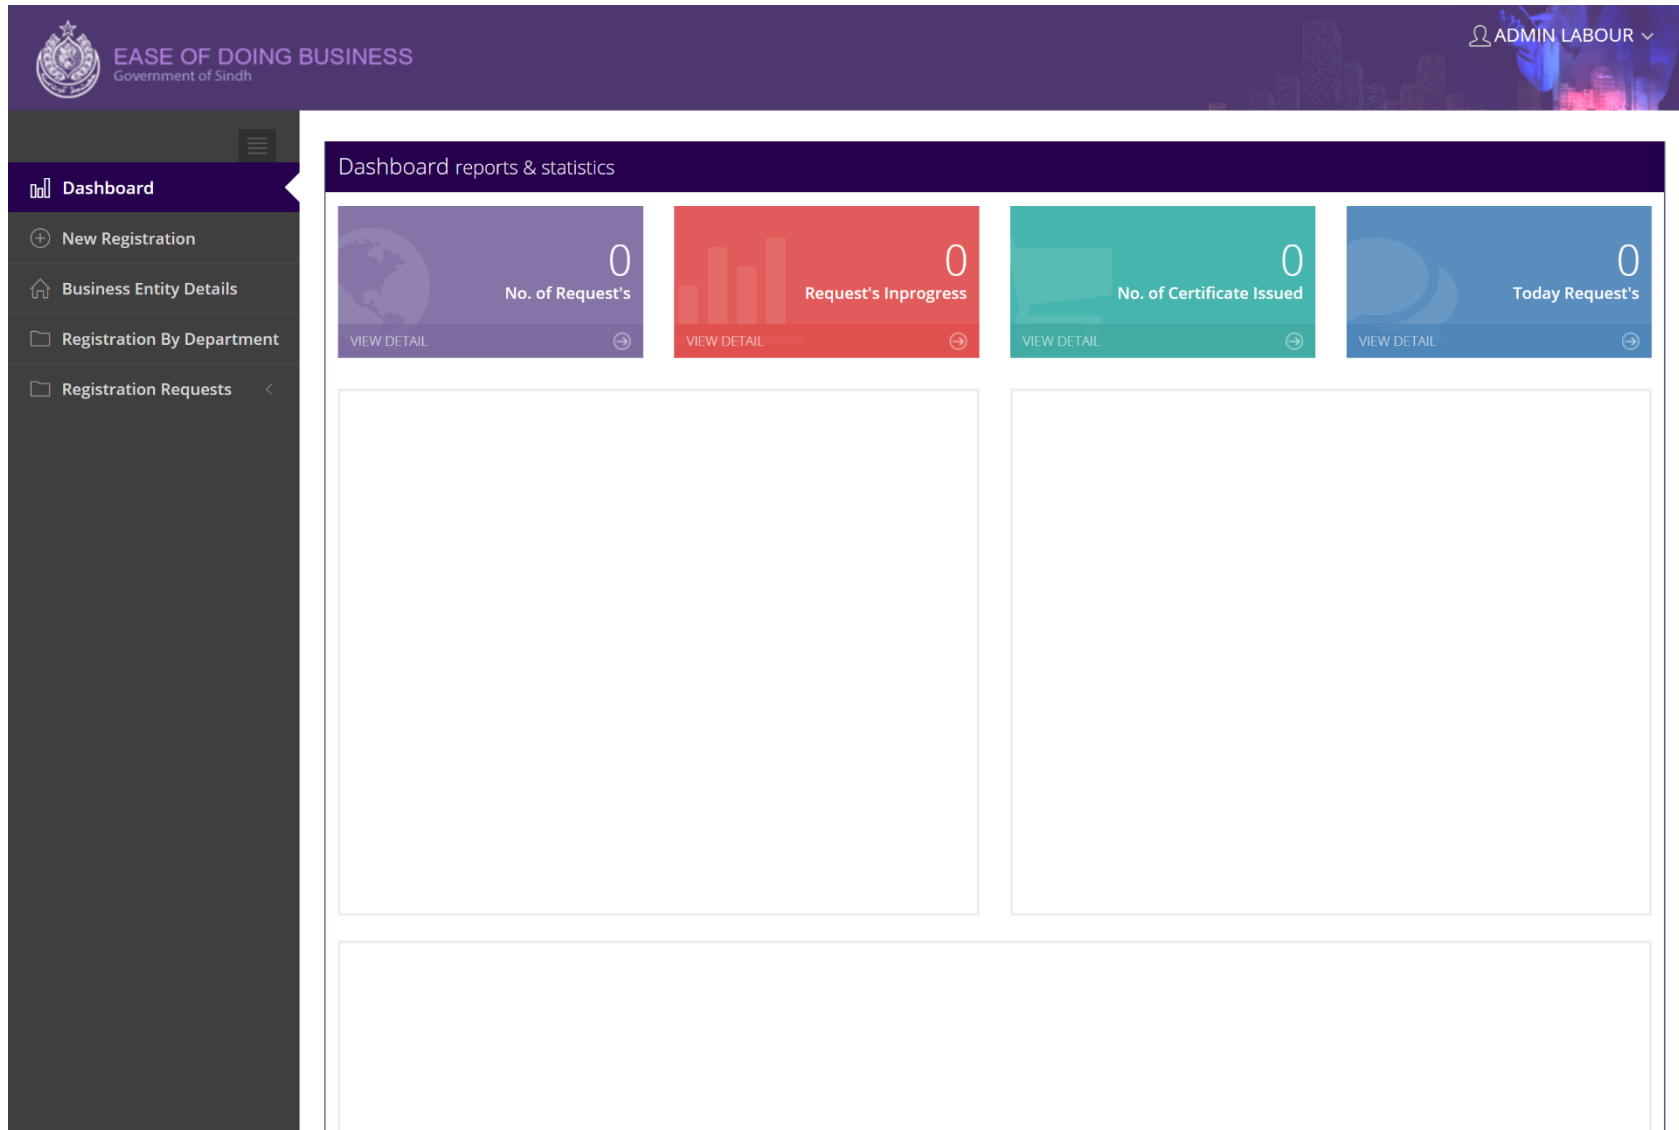 EASE OF DOING BUSINESS
Government of Sindh
ADMIN LABOUR
Dashboard
New Registration
Business Entity Details
Registration By Department
Registration Requests
Dashboard reports & statistics
0
No. of Request's
VIEW DETAIL
0
Request's Inprogress
VIEW DETAIL
0
No. of Certificate Issued
VIEW DETAIL
0
Today Request's
VIEW DETAIL